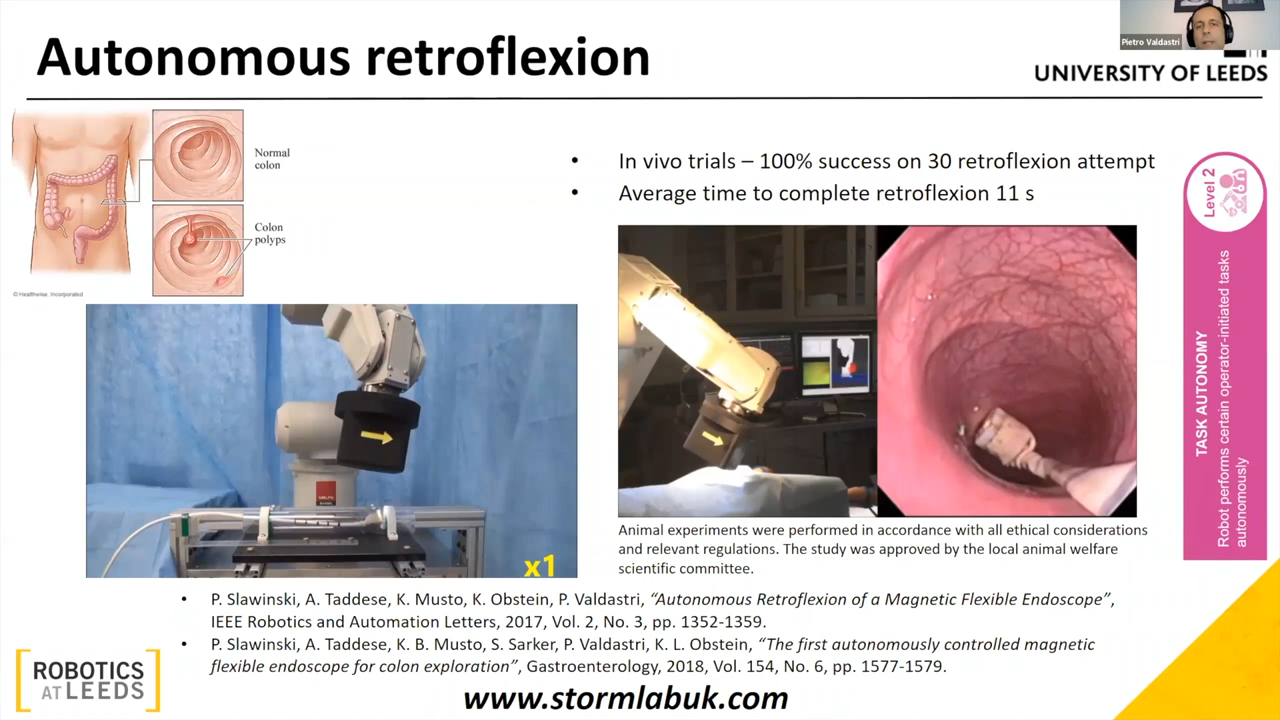 Pietro Valdastri
Autonomous retroflexion
UNIVERSITY OF LEEDS
Normal
colon
Colon
polyps
© Healthwise, Incorporated
• In vivo trials – 100% success on 30 retroflexion attempt
• Average time to complete retroflexion 11 s
x1
Animal experiments were performed in accordance with all ethical considerations
and relevant regulations. The study was approved by the local animal welfare
scientific committee.
Level 2
TASK AUTONOMY
Robot performs certain operator-initiated tasks
autonomously
• P. Slawinski, A. Taddese, K. Musto, K. Obstein, P. Valdastri, “Autonomous Retroflexion of a Magnetic Flexible Endoscope”,
IEEE Robotics and Automation Letters, 2017, Vol. 2, No. 3, pp. 1352-1359.
• P. Slawinski, A. Taddese, K. B. Musto, S. Sarker, P. Valdastri, K. L. Obstein, “The first autonomously controlled magnetic
flexible endoscope for colon exploration”, Gastroenterology, 2018, Vol. 154, No. 6, pp. 1577-1579.
ROBOTICS
AT LEEDS
www.stormlabuk.com